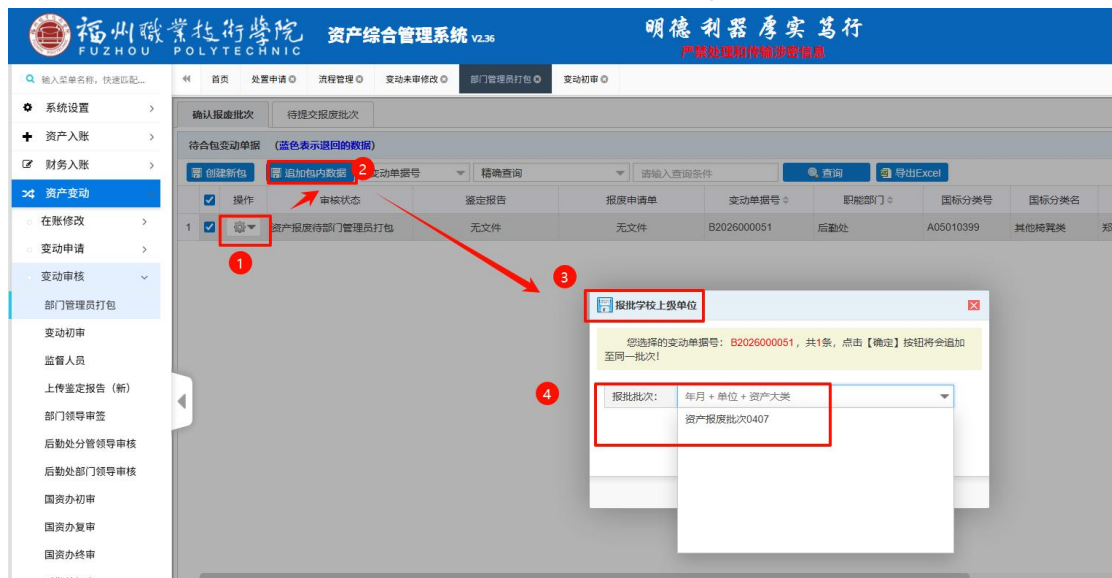 福州職業技術學院
FUZHOU POLYTECHNIC
资产综合管理系统 V2.36
明德 利器 厚实 笃行
严禁处理和传输涉密信息
输入菜单名称，快速匹配...
首页 处置申请 流程管理 变动未审修改 部门管理员打包 变动初审
系统设置
资产入账
财务入账
资产变动
在账修改
变动申请
变动审核
部门管理员打包
变动初审
监督人员
上传鉴定报告（新）
部门领导审签
后勤处分管领导审核
后勤处部门领导审核
国资办初审
国资办复审
国资办终审
确认报废批次 待提交报废批次
待合包变动单据 （蓝色表示退回的数据）
创建新包 追加包内数据 2 变动单据号 精确查询 请输入查询条件 查询 导出Excel
操作 审核状态 鉴定报告 报废申请单 变动单据号 职能部门 国标分类号 国标分类名
1 资产报废待部门管理员打包 无文件 无文件 B2026000051 后勤处 A05010399 其他椅凳类 郑
1
3
报批学校上级单位
您选择的变动单据号：B2026000051，共1条，点击【确定】按钮将会追加
至同一批次！
4
报批批次： 年月 + 单位 + 资产大类
资产报废批次0407